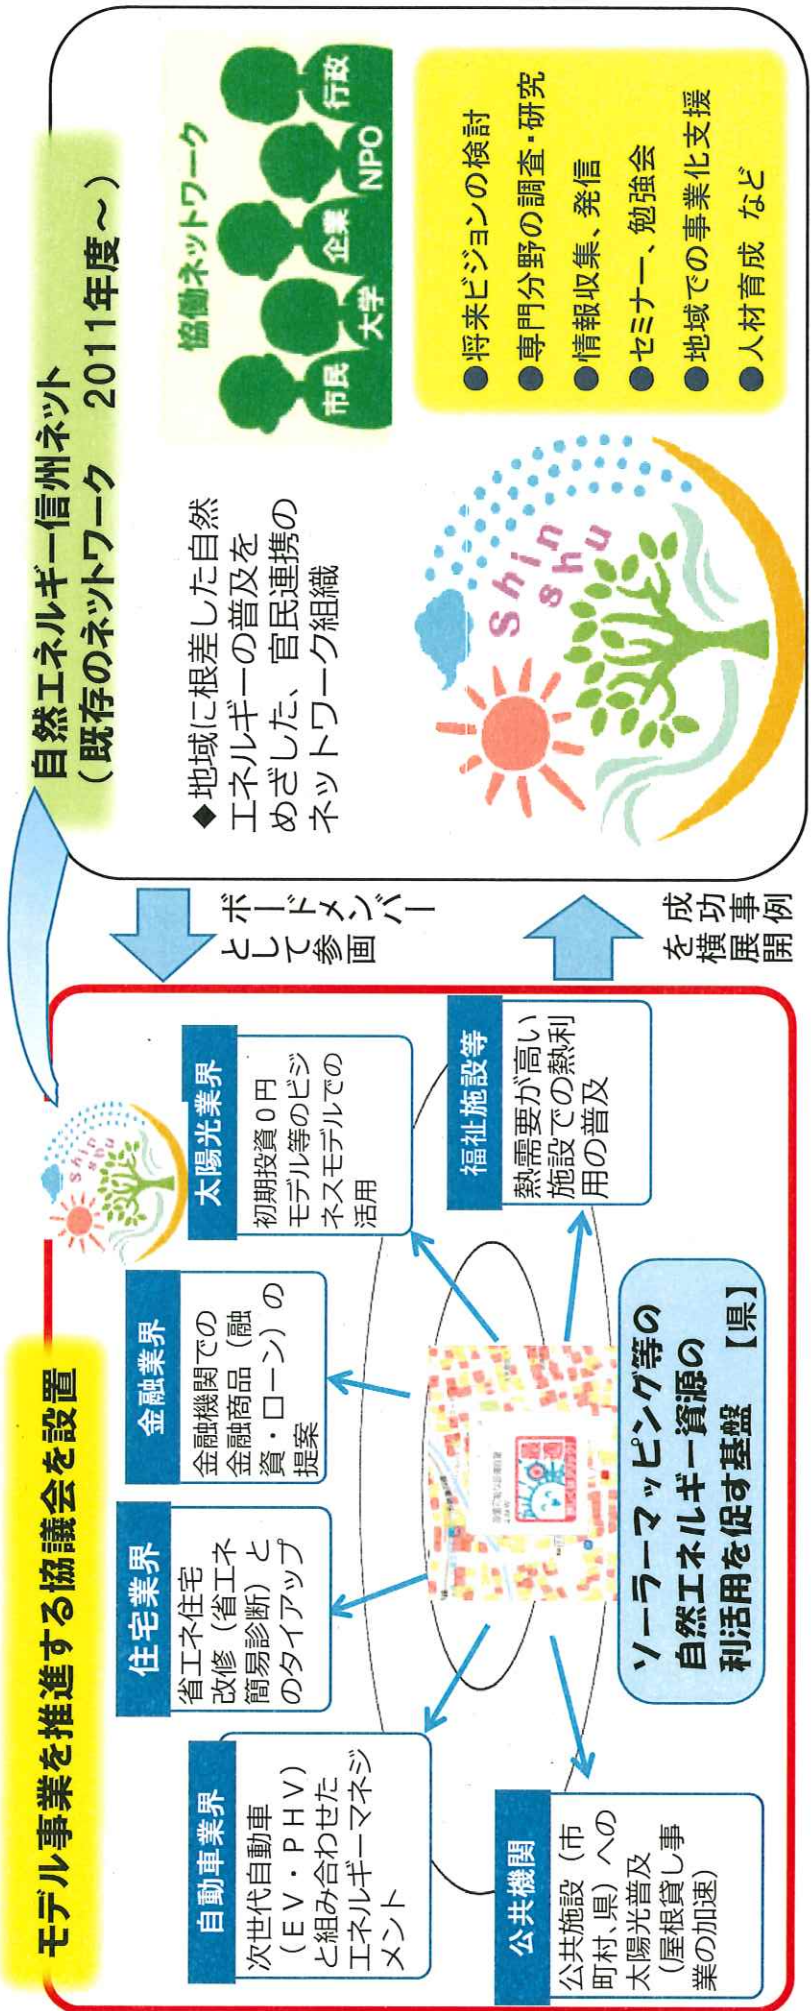 モデル事業を推進する協議会を設置
自動車業界
次世代自動車
(EV・PHV)
と組み合わせた
エネルギーマネジ
メント
住宅業界
省エネ住宅
改修(省エネ
簡易診断)と
のタイアップ
金融業界
金融機関での
金融商品(融
資・ローン)の
提案
Shin
shu
太陽光業界
初期投資0円
モデル等のビジ
ネスモデルでの
活用
公共機関
公共施設(市
町村、県)への
太陽光普及
(屋根貸し事
業の加速)
福祉施設等
熱需要が高い
施設での熱利
用の普及
ソーラーマッピング等の
自然エネルギー資源の
利活用を促す基盤 【県】
ボードメンバー
として参画
成功事例
を横展開
自然エネルギー信州ネット
(既存のネットワーク 2011年度~)
◆地域に根差した自然
エネルギーの普及を
めざした、官民連携の
ネットワーク組織
協働ネットワーク
市民
大学
企業
NPO
行政
Shin
shu
●将来ビジョンの検討
●専門分野の調査・研究
●情報収集、発信
●セミナー、勉強会
●地域での事業化支援
●人材育成 など